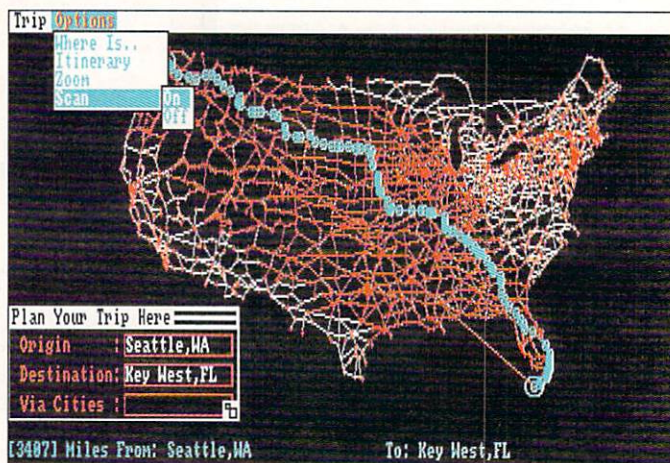 Trip Options
Where Is..
Itinerary
Zoom
Scan On
Off
Plan Your Trip Here
Origin : Seattle,WA
Destination: Key West,FL
Via Cities :
[3407] Miles From: Seattle,WA To: Key West,FL